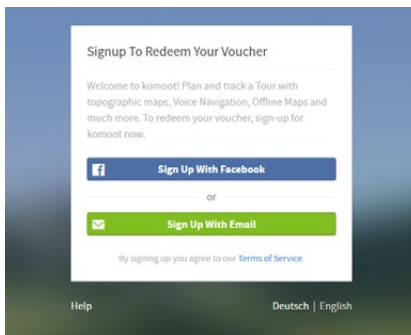 Signup To Redeem Your Voucher
Welcome to komoot! Plan and track a Tour with
topographic maps, Voice Navigation, Offline Maps and
much more. To redeem your voucher, sign-up for
komoot now.
Sign Up With Facebook
or
Sign Up With Email
By signing up you agree to our Terms of Service
Help Deutsch | English